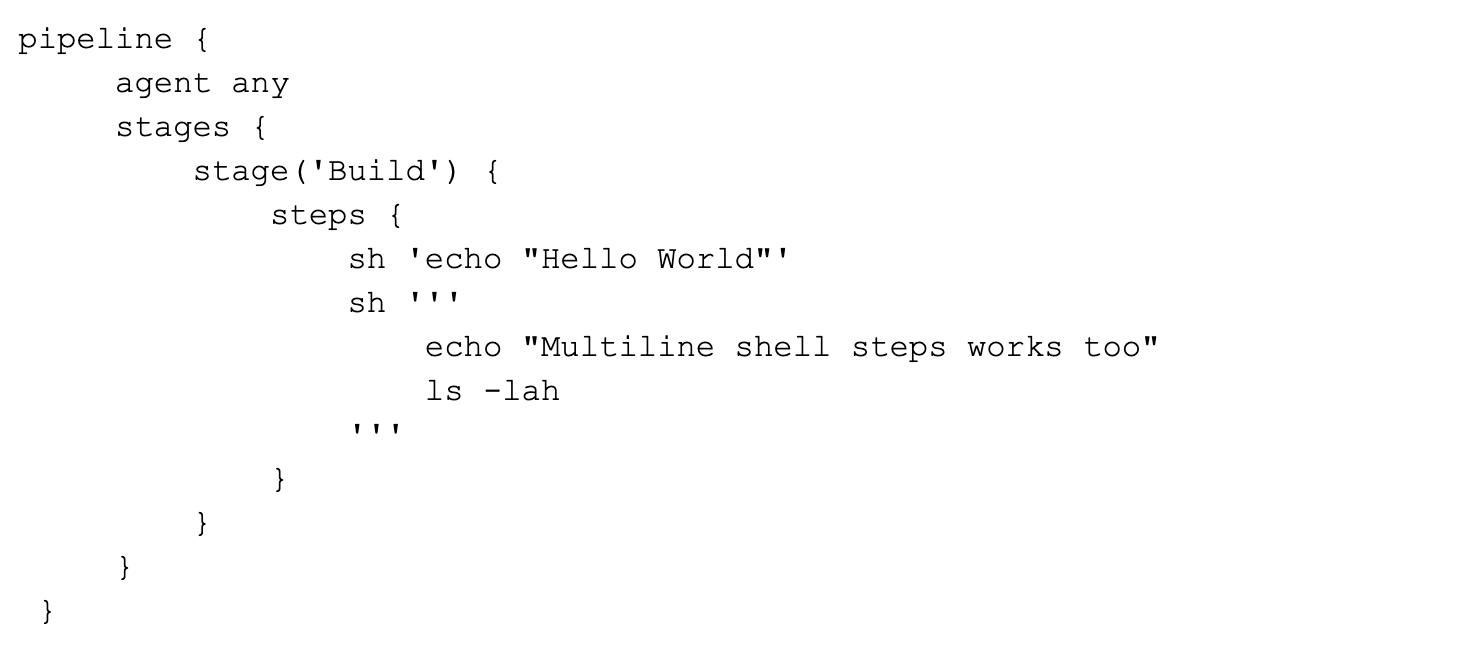 pipeline {
     agent any
     stages {
         stage('Build') {
             steps {
                 sh 'echo "Hello World"'
                 sh '''
                     echo "Multiline shell steps works too"
                     ls -lah
                 '''
             }
         }
     }
 }